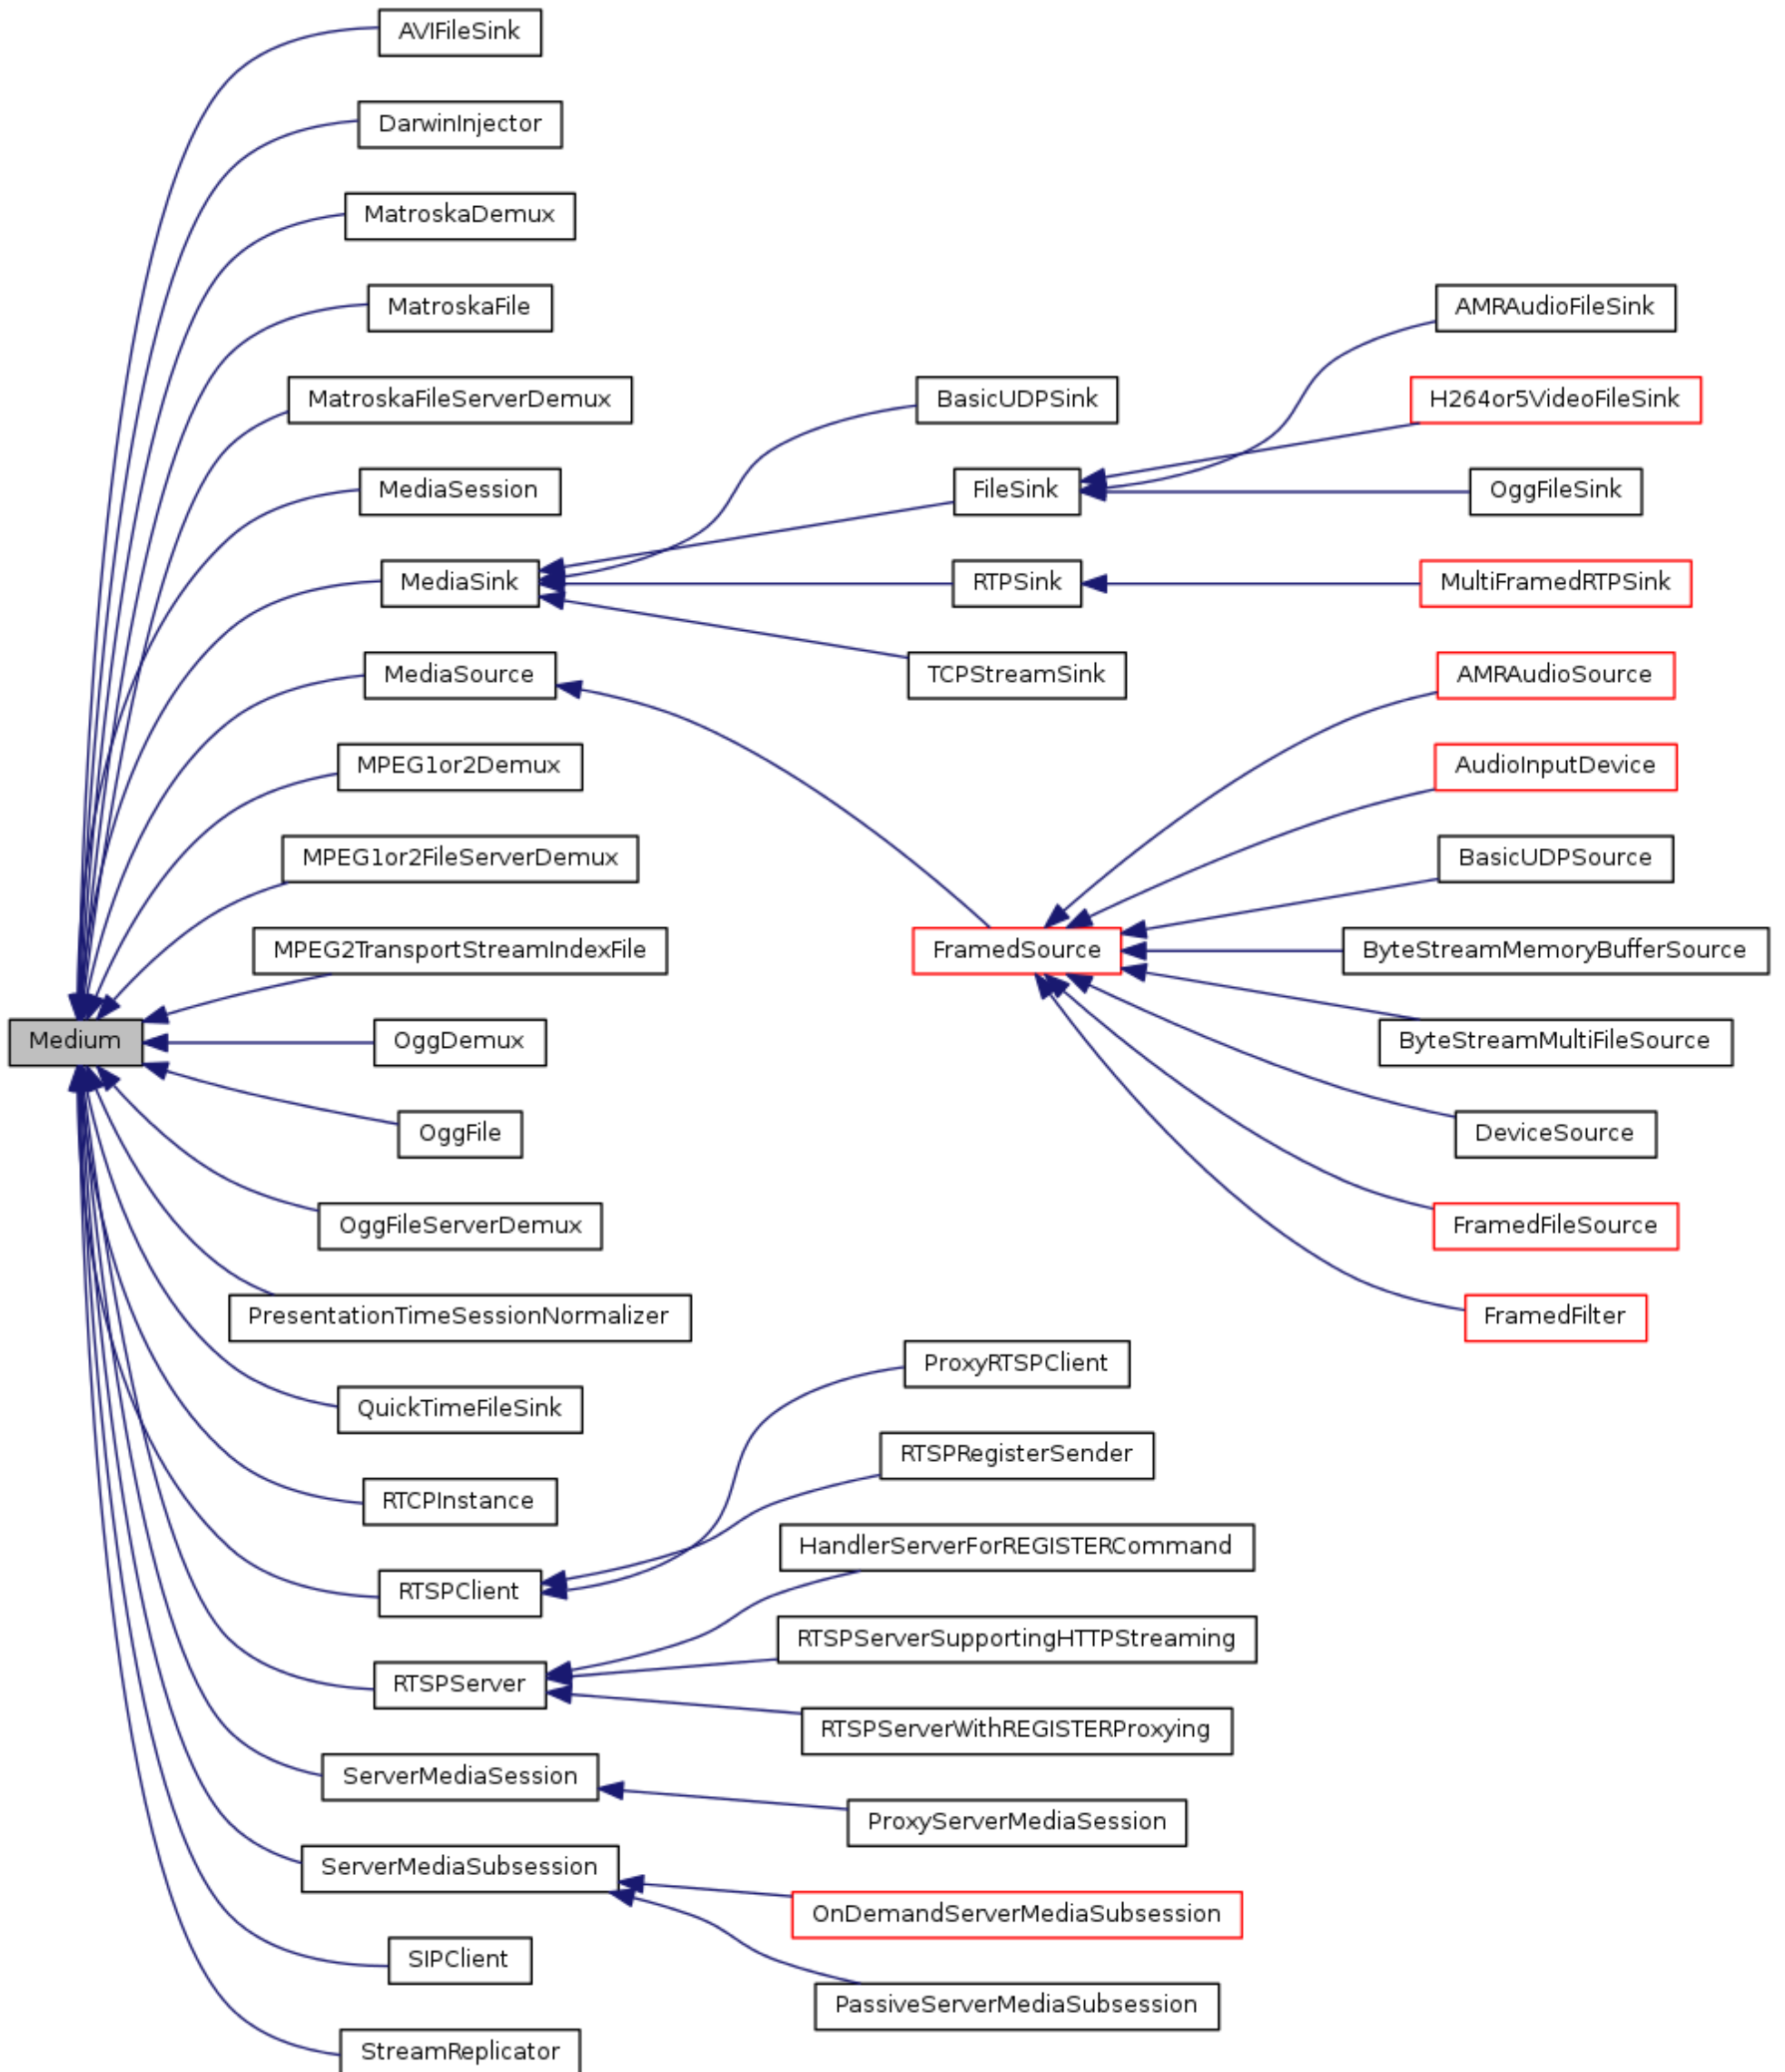 AVIFileSink
DarwinInjector
MatroskaDemux
MatroskaFile
AMRAudioFileSink
MatroskaFileServerDemux
BasicUDPSink
H264or5VideoFileSink
MediaSession
FileSink
OggFileSink
MediaSink
RTPSink
MultiFramedRTPSink
MediaSource
TCPStreamSink
AMRAudioSource
MPEG1or2Demux
AudioInputDevice
MPEG1or2FileServerDemux
BasicUDPSource
MPEG2TransportStreamIndexFile
FramedSource
ByteStreamMemoryBufferSource
Medium
OggDemux
ByteStreamMultiFileSource
OggFile
DeviceSource
OggFileServerDemux
FramedFileSource
PresentationTimeSessionNormalizer
FramedFilter
ProxyRTSPClient
QuickTimeFileSink
RTSPRegisterSender
RTCPInstance
HandlerServerForREGISTERCommand
RTSPClient
RTSPServerSupportingHTTPStreaming
RTSPServer
RTSPServerWithREGISTERProxying
ServerMediaSession
ProxyServerMediaSession
ServerMediaSubsession
OnDemandServerMediaSubsession
SIPClient
PassiveServerMediaSubsession
StreamReplicator